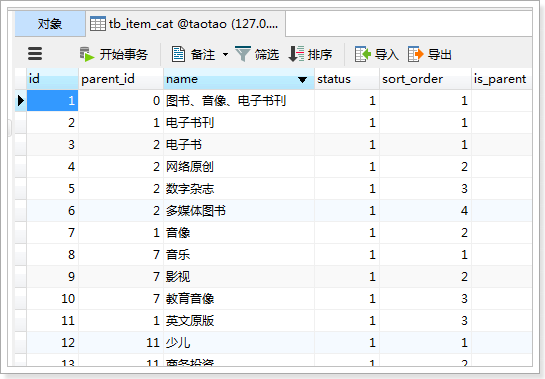 对象 tb_item_cat @taotao (127.0....
开始事务 备注 筛选 排序 导入 导出
id parent_id name status sort_order is_parent
1 0 图书、音像、电子书刊 1 1
2 1 电子书刊 1 1
3 2 电子书 1 1
4 2 网络原创 1 2
5 2 数字杂志 1 3
6 2 多媒体图书 1 4
7 1 音像 1 2
8 7 音乐 1 1
9 7 影视 1 2
10 7 教育音像 1 3
11 1 英文原版 1 3
12 11 少儿 1 1
13 11 商务投资 1 2